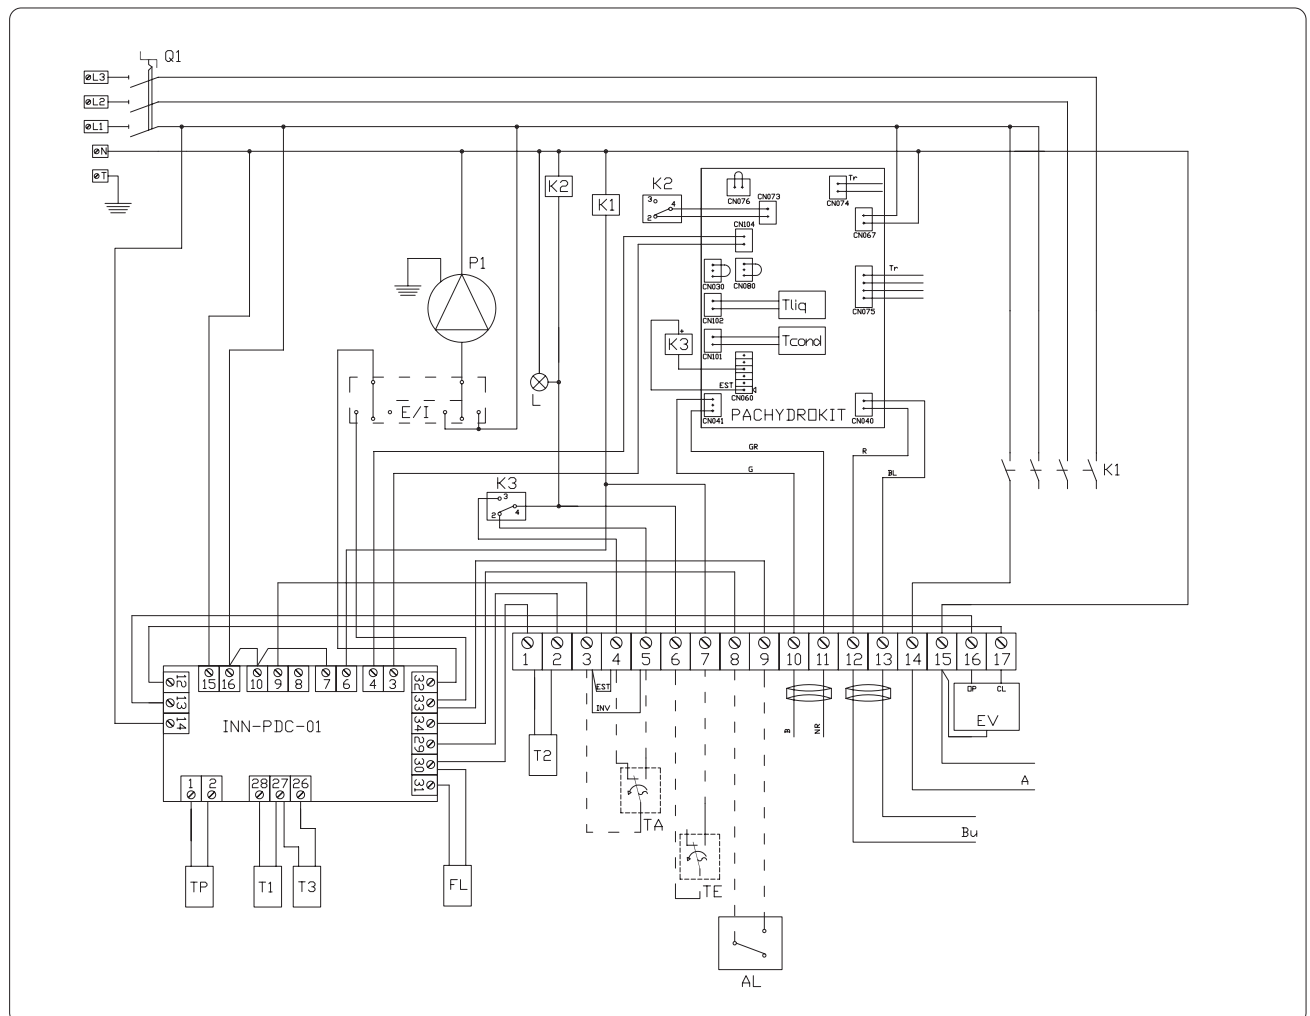 Q1
L3
L2
L1
N
T
K2
K1
K2
3
4
2
CN076
CN073
Tr
CN074
CN067
CN104
CN030
CN080
Tr
CN075
CN102
Tliq
CN101
Tcond
K3
+
EST
CN060
CN041
PACHYDROKIT
CN040
P1
E/I
L
GR
G
R
BL
K1
K3
3
2
4
1 2 3 4 5 6 7 8 9 10 11 12 13 14 15 16 17
EST
INV
OP CL
EV
B
NR
15 16 10 9 8 7 6 4 3
12
13
14
32
33
34
29
30
31
INN-PDC-01
1 2 28 27 26
TP
T1
T3
FL
T2
TA
TE
AL
A
Bu